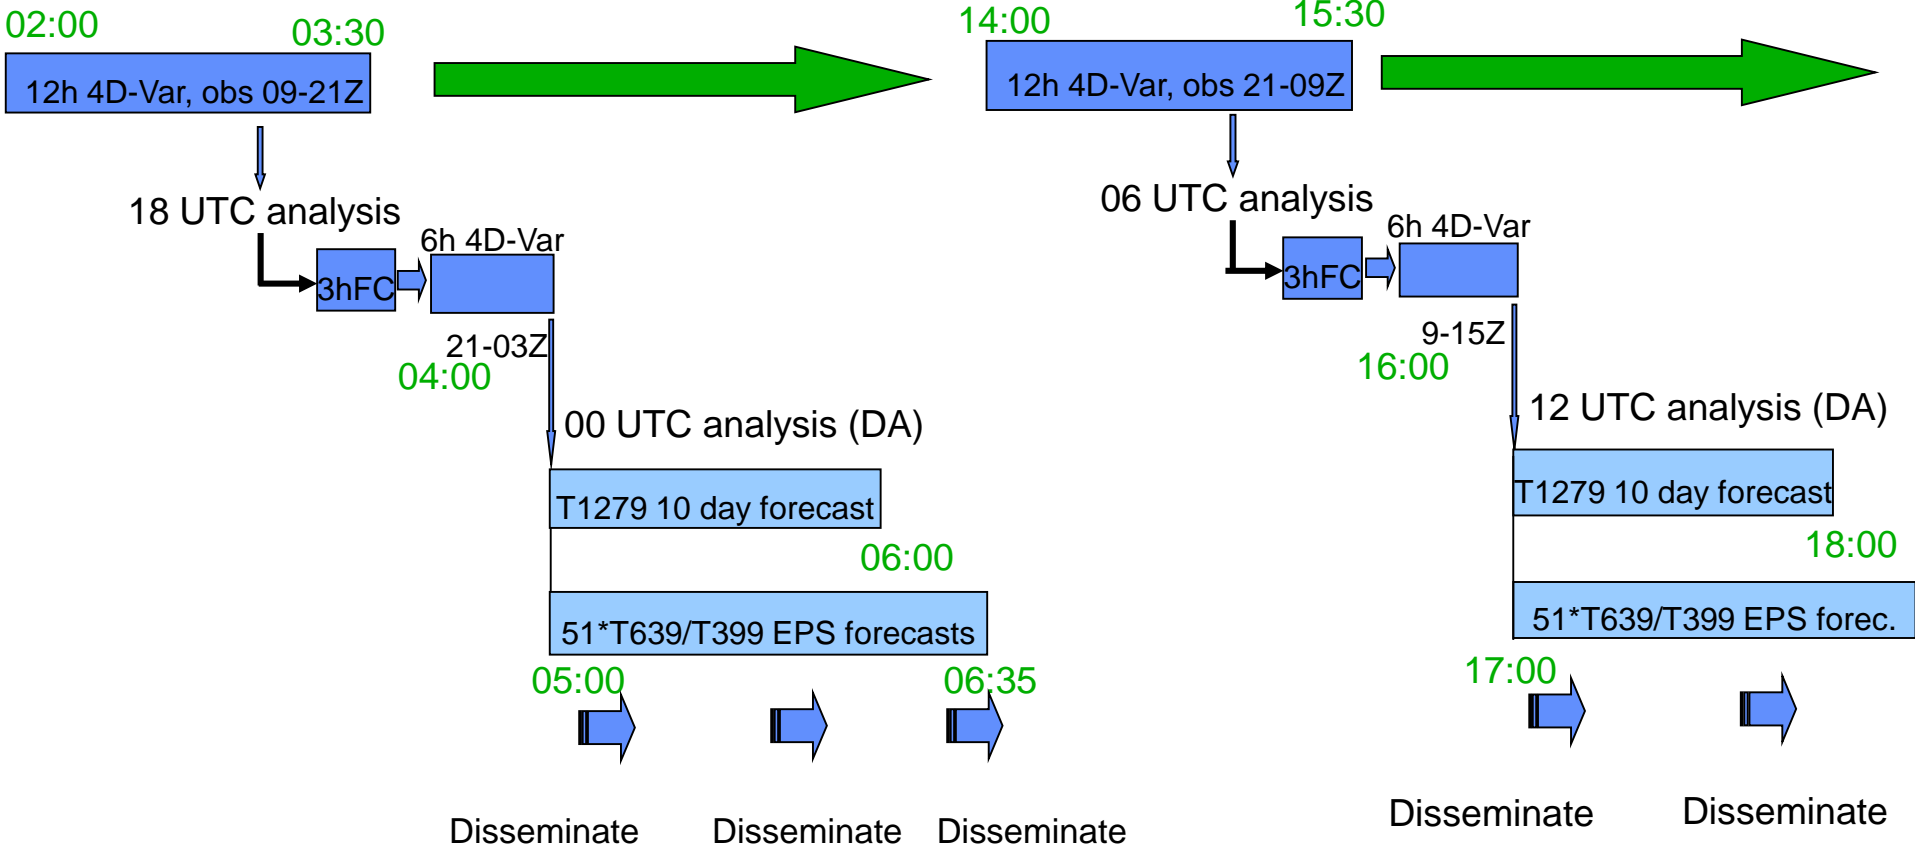 02:00
03:30
12h 4D-Var, obs 09-21Z
18 UTC analysis
3hFC
6h 4D-Var
21-03Z
04:00
00 UTC analysis (DA)
T1279 10 day forecast
06:00
51*T639/T399 EPS forecasts
05:00
06:35
Disseminate
Disseminate
Disseminate
14:00
15:30
12h 4D-Var, obs 21-09Z
06 UTC analysis
3hFC
6h 4D-Var
9-15Z
16:00
12 UTC analysis (DA)
T1279 10 day forecast
18:00
51*T639/T399 EPS forec.
17:00
Disseminate
Disseminate